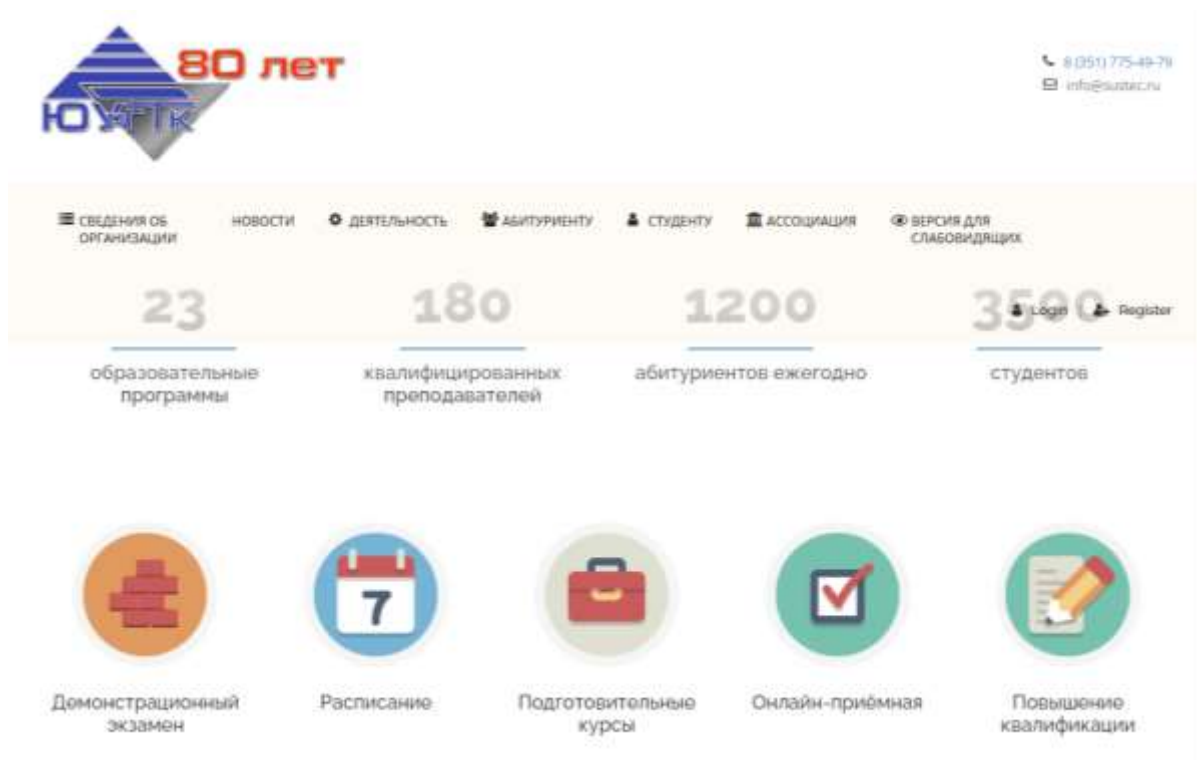 80 лет
ЮУГТК
8 (351) 775-49-79
info@sustec.ru
СВЕДЕНИЯ ОБ
ОРГАНИЗАЦИИ
НОВОСТИ
ДЕЯТЕЛЬНОСТЬ
АБИТУРИЕНТУ
СТУДЕНТУ
АССОЦИАЦИЯ
ВЕРСИЯ ДЛЯ
СЛАБОВИДЯЩИХ
23
180
1200
3500
Login
Register
образовательные
программы
квалифицированных
преподавателей
абитуриентов ежегодно
студентов
7
Демонстрационный
экзамен
Расписание
Подготовительные
курсы
Онлайн-приёмная
Повышение
квалификации